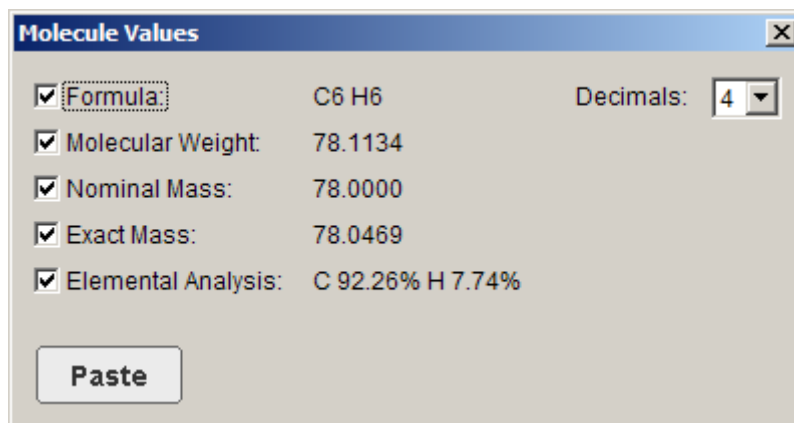 Molecule Values
Formula: C6 H6 Decimals: 4
Molecular Weight: 78.1134
Nominal Mass: 78.0000
Exact Mass: 78.0469
Elemental Analysis: C 92.26% H 7.74%
Paste